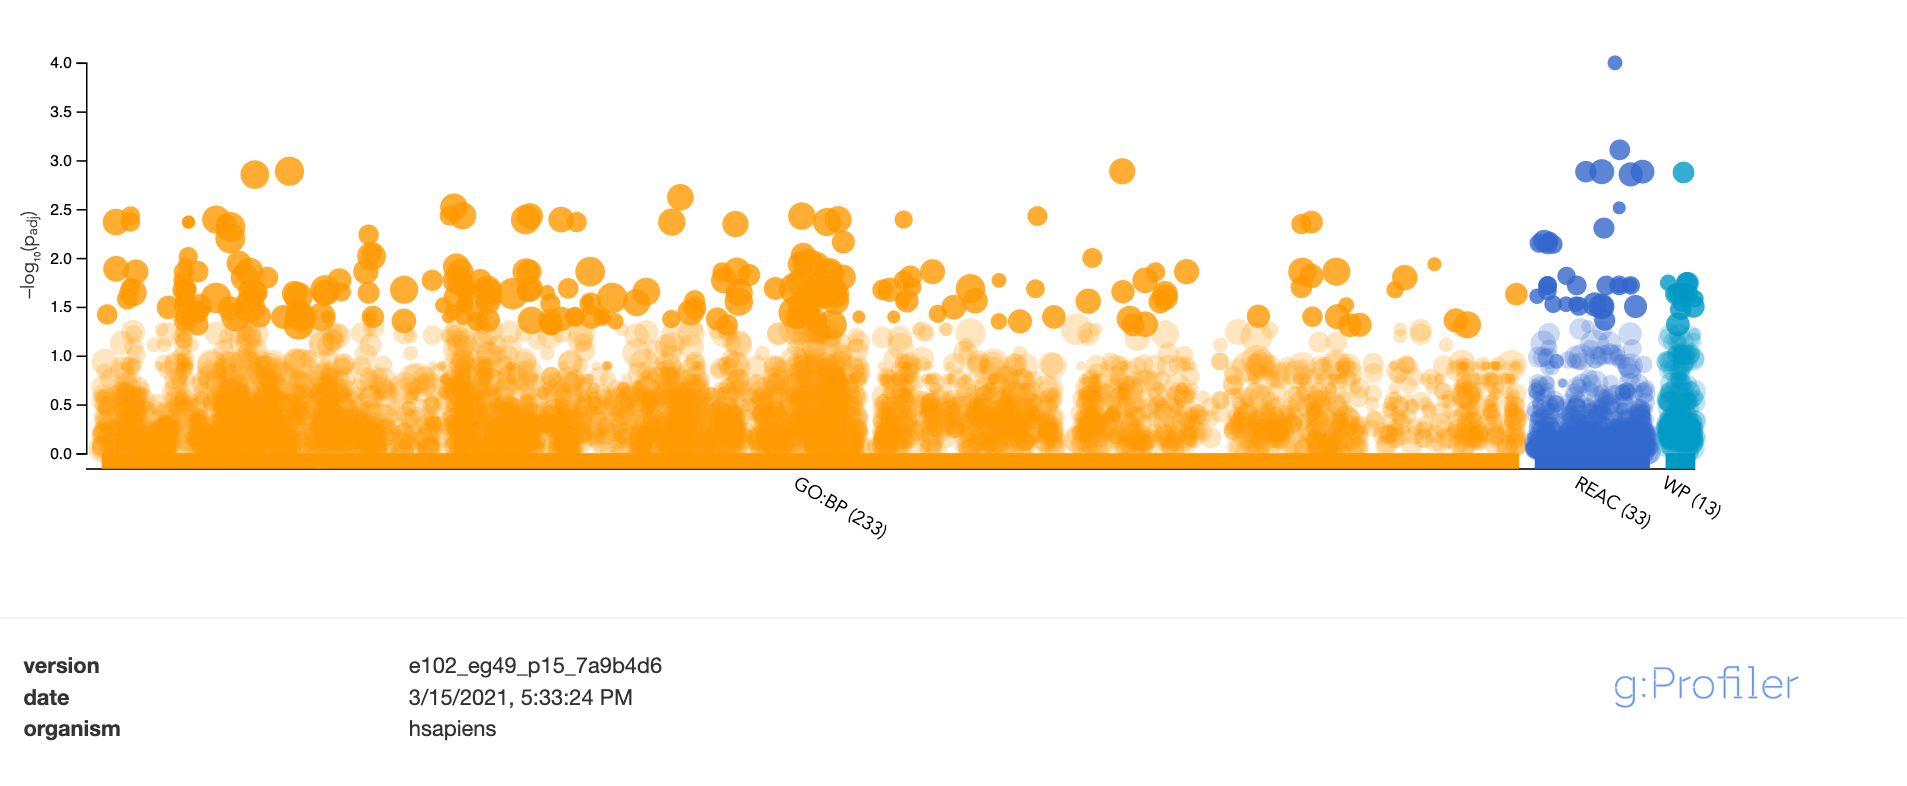 4.0
3.5
3.0
2.5
2.0
1.5
1.0
0.5
0.0
−log10(padj)
GO:BP (233)
REAC (33)
WP (13)
version e102_eg49_p15_7a9b4d6
date 3/15/2021, 5:33:24 PM
organism hsapiens
g:Profiler